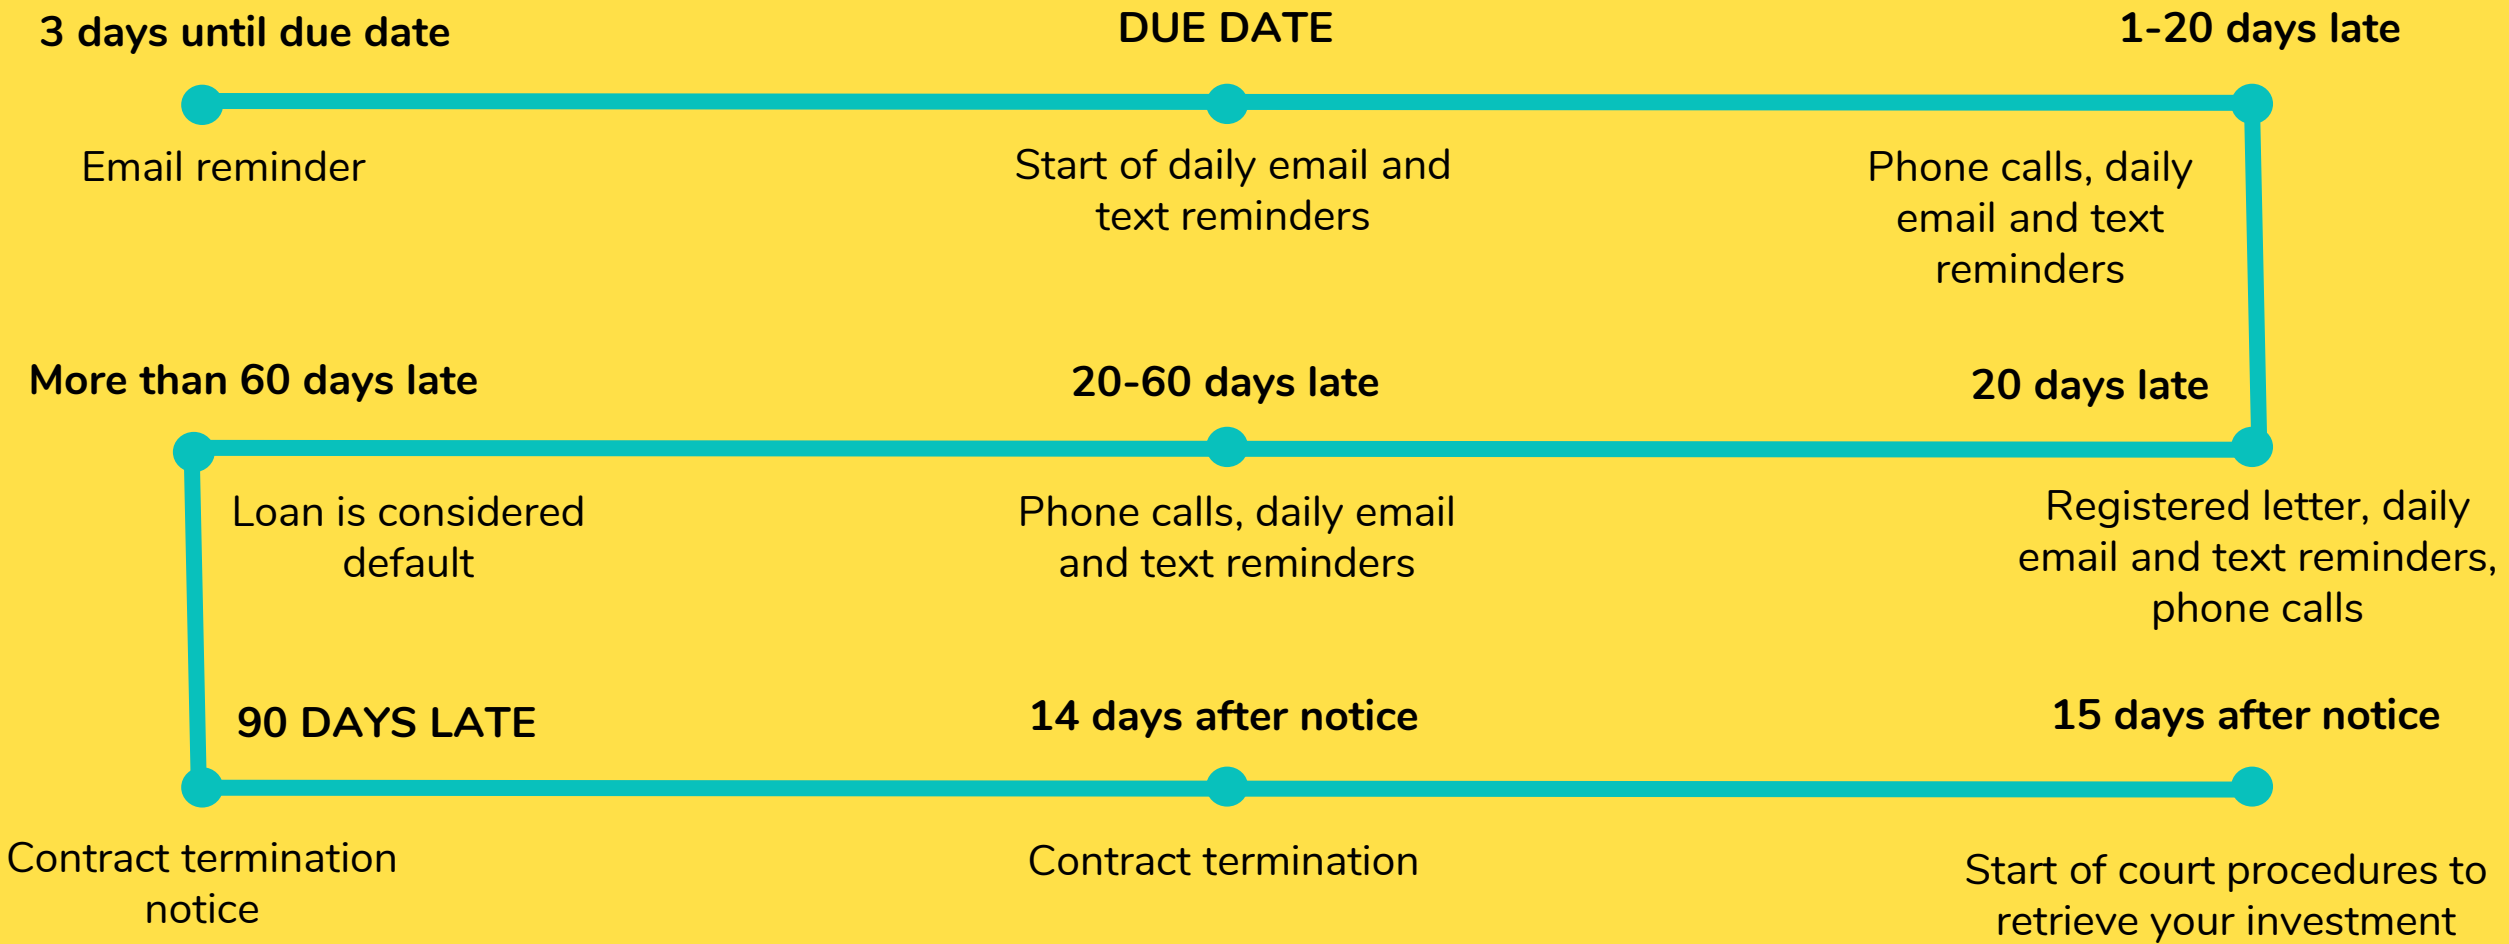 3 days until due date
DUE DATE
1-20 days late
Email reminder
Start of daily email and
text reminders
Phone calls, daily
email and text
reminders
20 days late
20-60 days late
More than 60 days late
Registered letter, daily
email and text reminders,
phone calls
Phone calls, daily email
and text reminders
Loan is considered
default
90 DAYS LATE
14 days after notice
15 days after notice
Contract termination
notice
Contract termination
Start of court procedures to
retrieve your investment